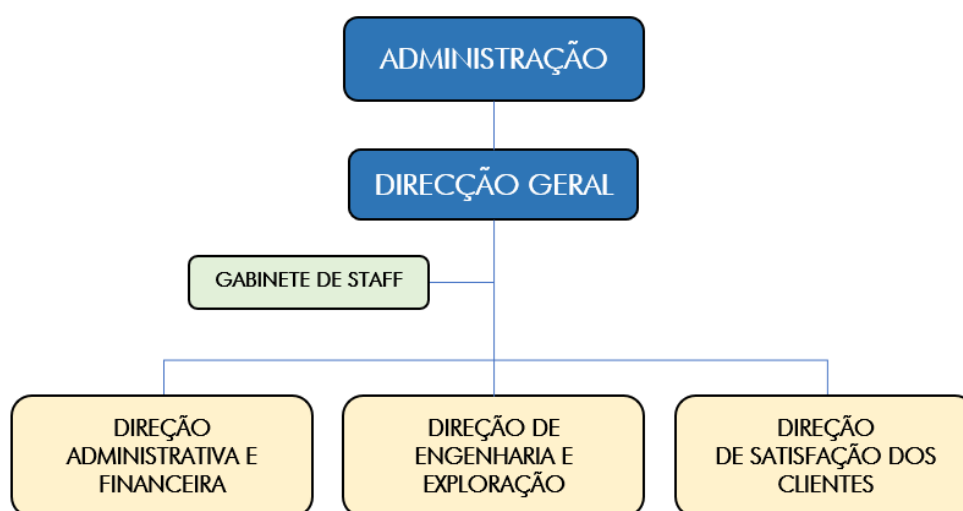 ADMINISTRAÇÃO
DIRECÇÃO GERAL
GABINETE DE STAFF
DIREÇÃO
ADMINISTRATIVA E
FINANCEIRA
DIREÇÃO DE
ENGENHARIA E
EXPLORAÇÃO
DIREÇÃO
DE SATISFAÇÃO DOS
CLIENTES